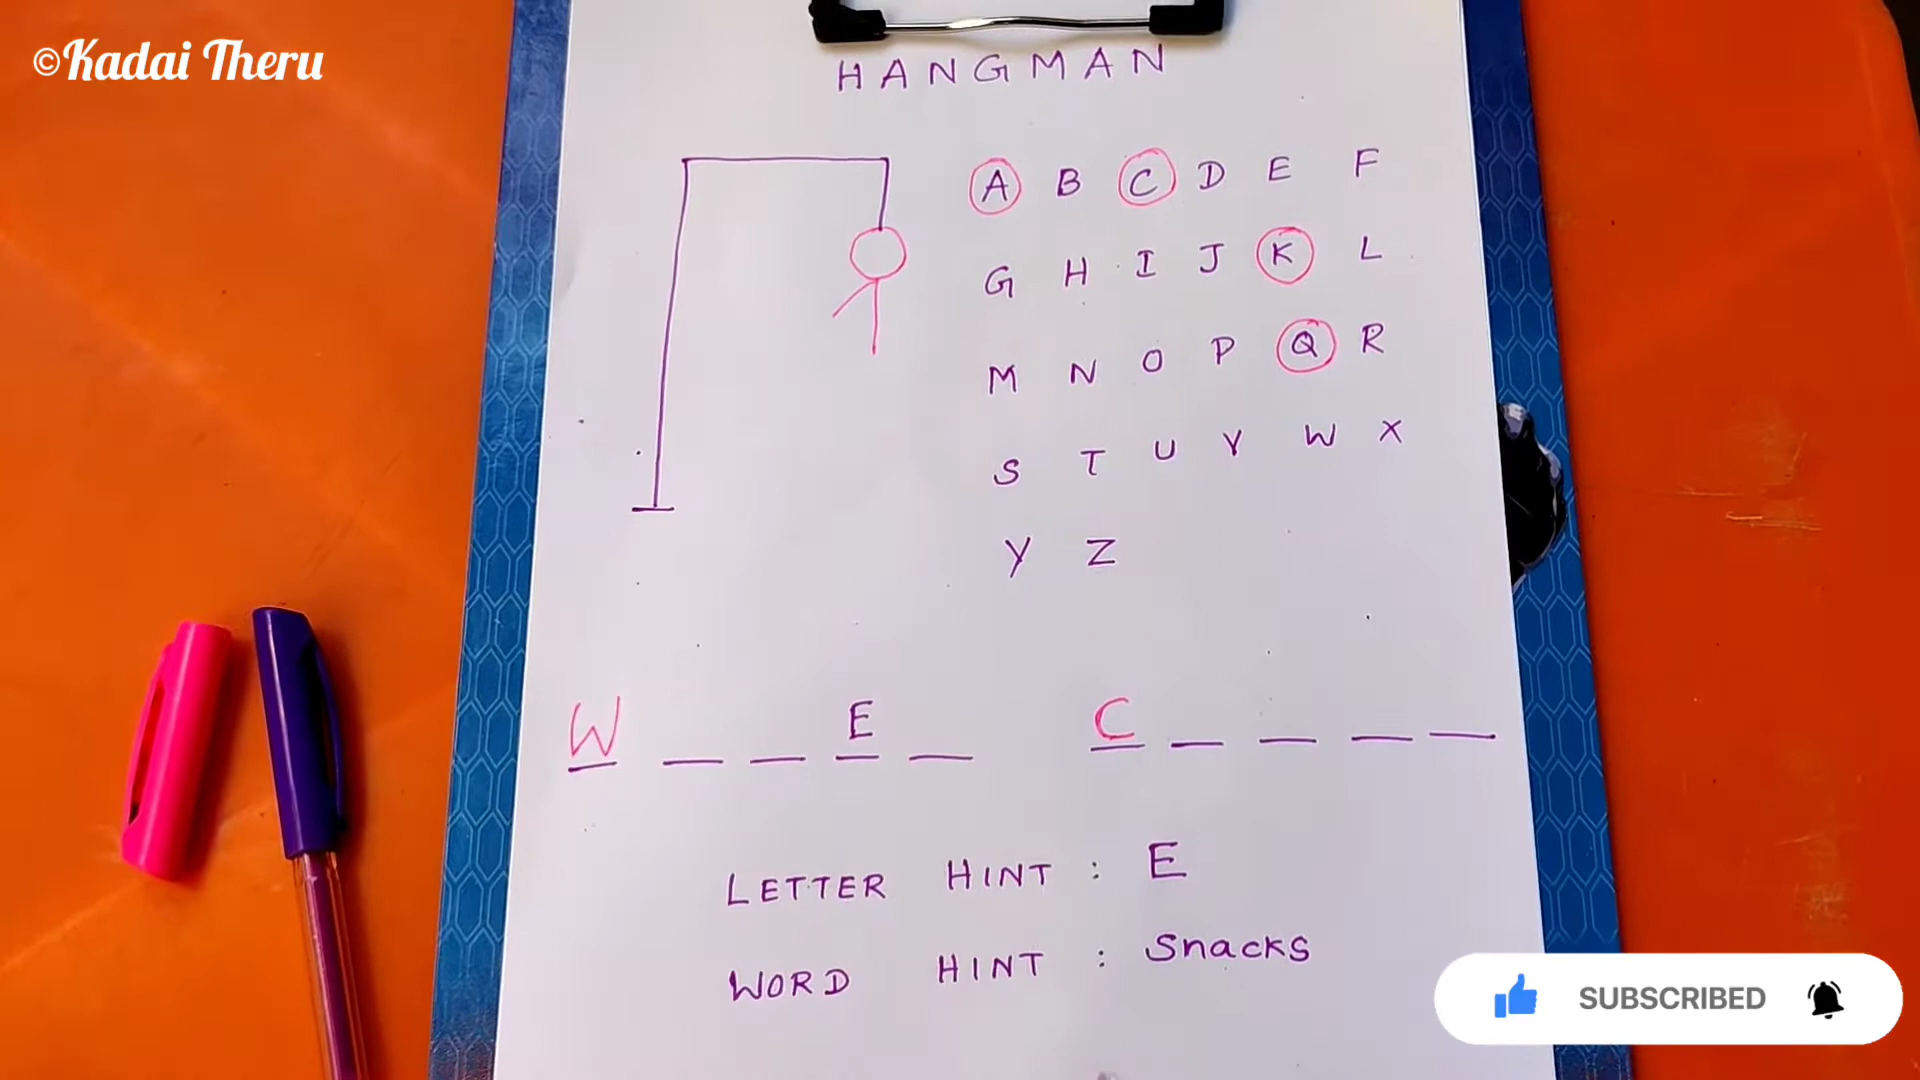 ©Kadai Theru
HANGMAN
A B C D E F
G H I J K L
M N O P Q R
S T U V W X
Y Z
W _ _ E _ C _ _ _ _
LETTER HINT : E
WORD HINT : Snacks
SUBSCRIBED